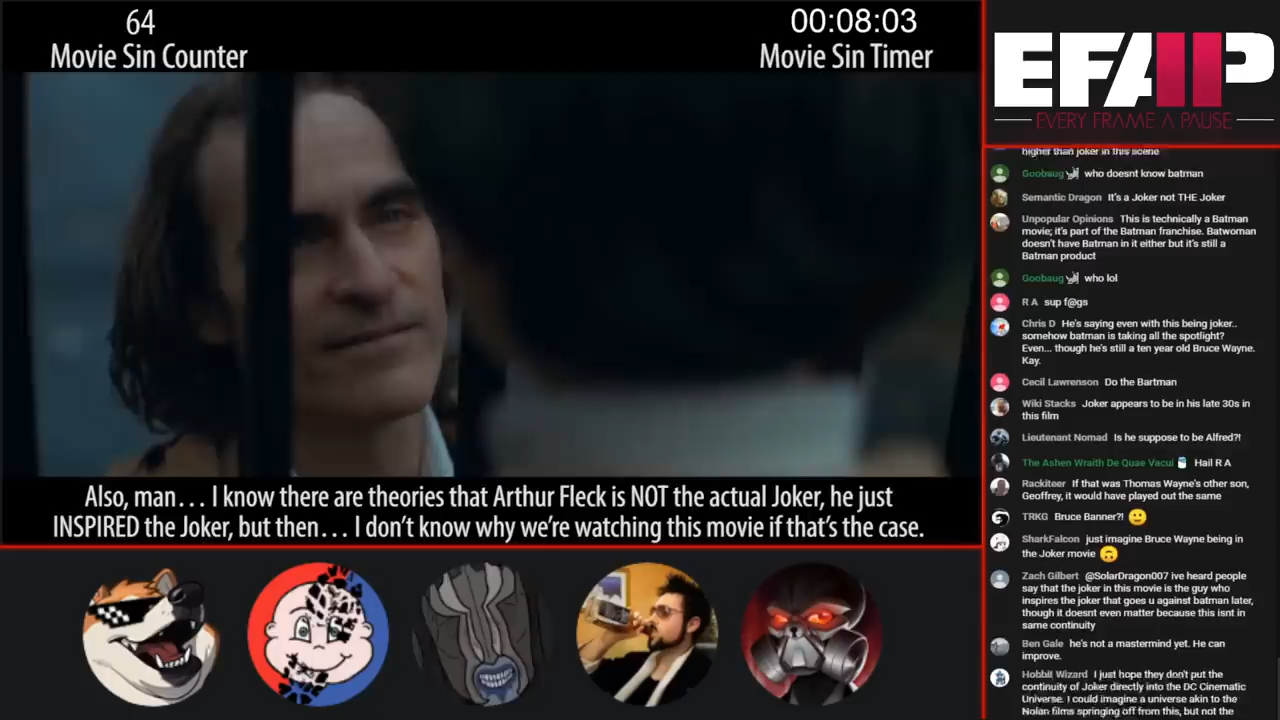 64
Movie Sin Counter
00:08:03
Movie Sin Timer
Also, man... I know there are theories that Arthur Fleck is NOT the actual Joker, he just
INSPIRED the Joker, but then... I don't know why we're watching this movie if that's the case.
EFAP
EVERY FRAME A PAUSE
higher than joker in this scene
Goobaug who doesnt know batman
Semantic Dragon It's a Joker not THE Joker
Unpopular Opinions This is technically a Batman
movie; it's part of the Batman franchise. Batwoman
doesn't have Batman in it either but it's still a
Batman product
Goobaug who lol
R A sup f@gs
Chris D He's saying even with this being joker..
somehow batman is taking all the spotlight?
Even... though he's still a ten year old Bruce Wayne.
Kay.
Cecil Lawrenson Do the Bartman
Wiki Stacks Joker appears to be in his late 30s in
this film
Lieutenant Nomad Is he suppose to be Alfred?!
The Ashen Wraith De Quae Vacui Hail R A
Rackiteer If that was Thomas Wayne's other son,
Geoffrey, it would have played out the same
TRKG Bruce Banner?!
SharkFalcon just imagine Bruce Wayne being in
the Joker movie
Zach Gilbert @SolarDragon007 ive heard people
say that the joker in this movie is the guy who
inspires the joker that goes u against batman later,
though it doesnt even matter because this isnt in
same continuity
Ben Gale he's not a mastermind yet. He can
improve.
Hobbit Wizard I just hope they don't put the
continuity of Joker directly into the DC Cinematic
Universe. I could imagine a universe akin to the
Nolan films springing off from this, but not the